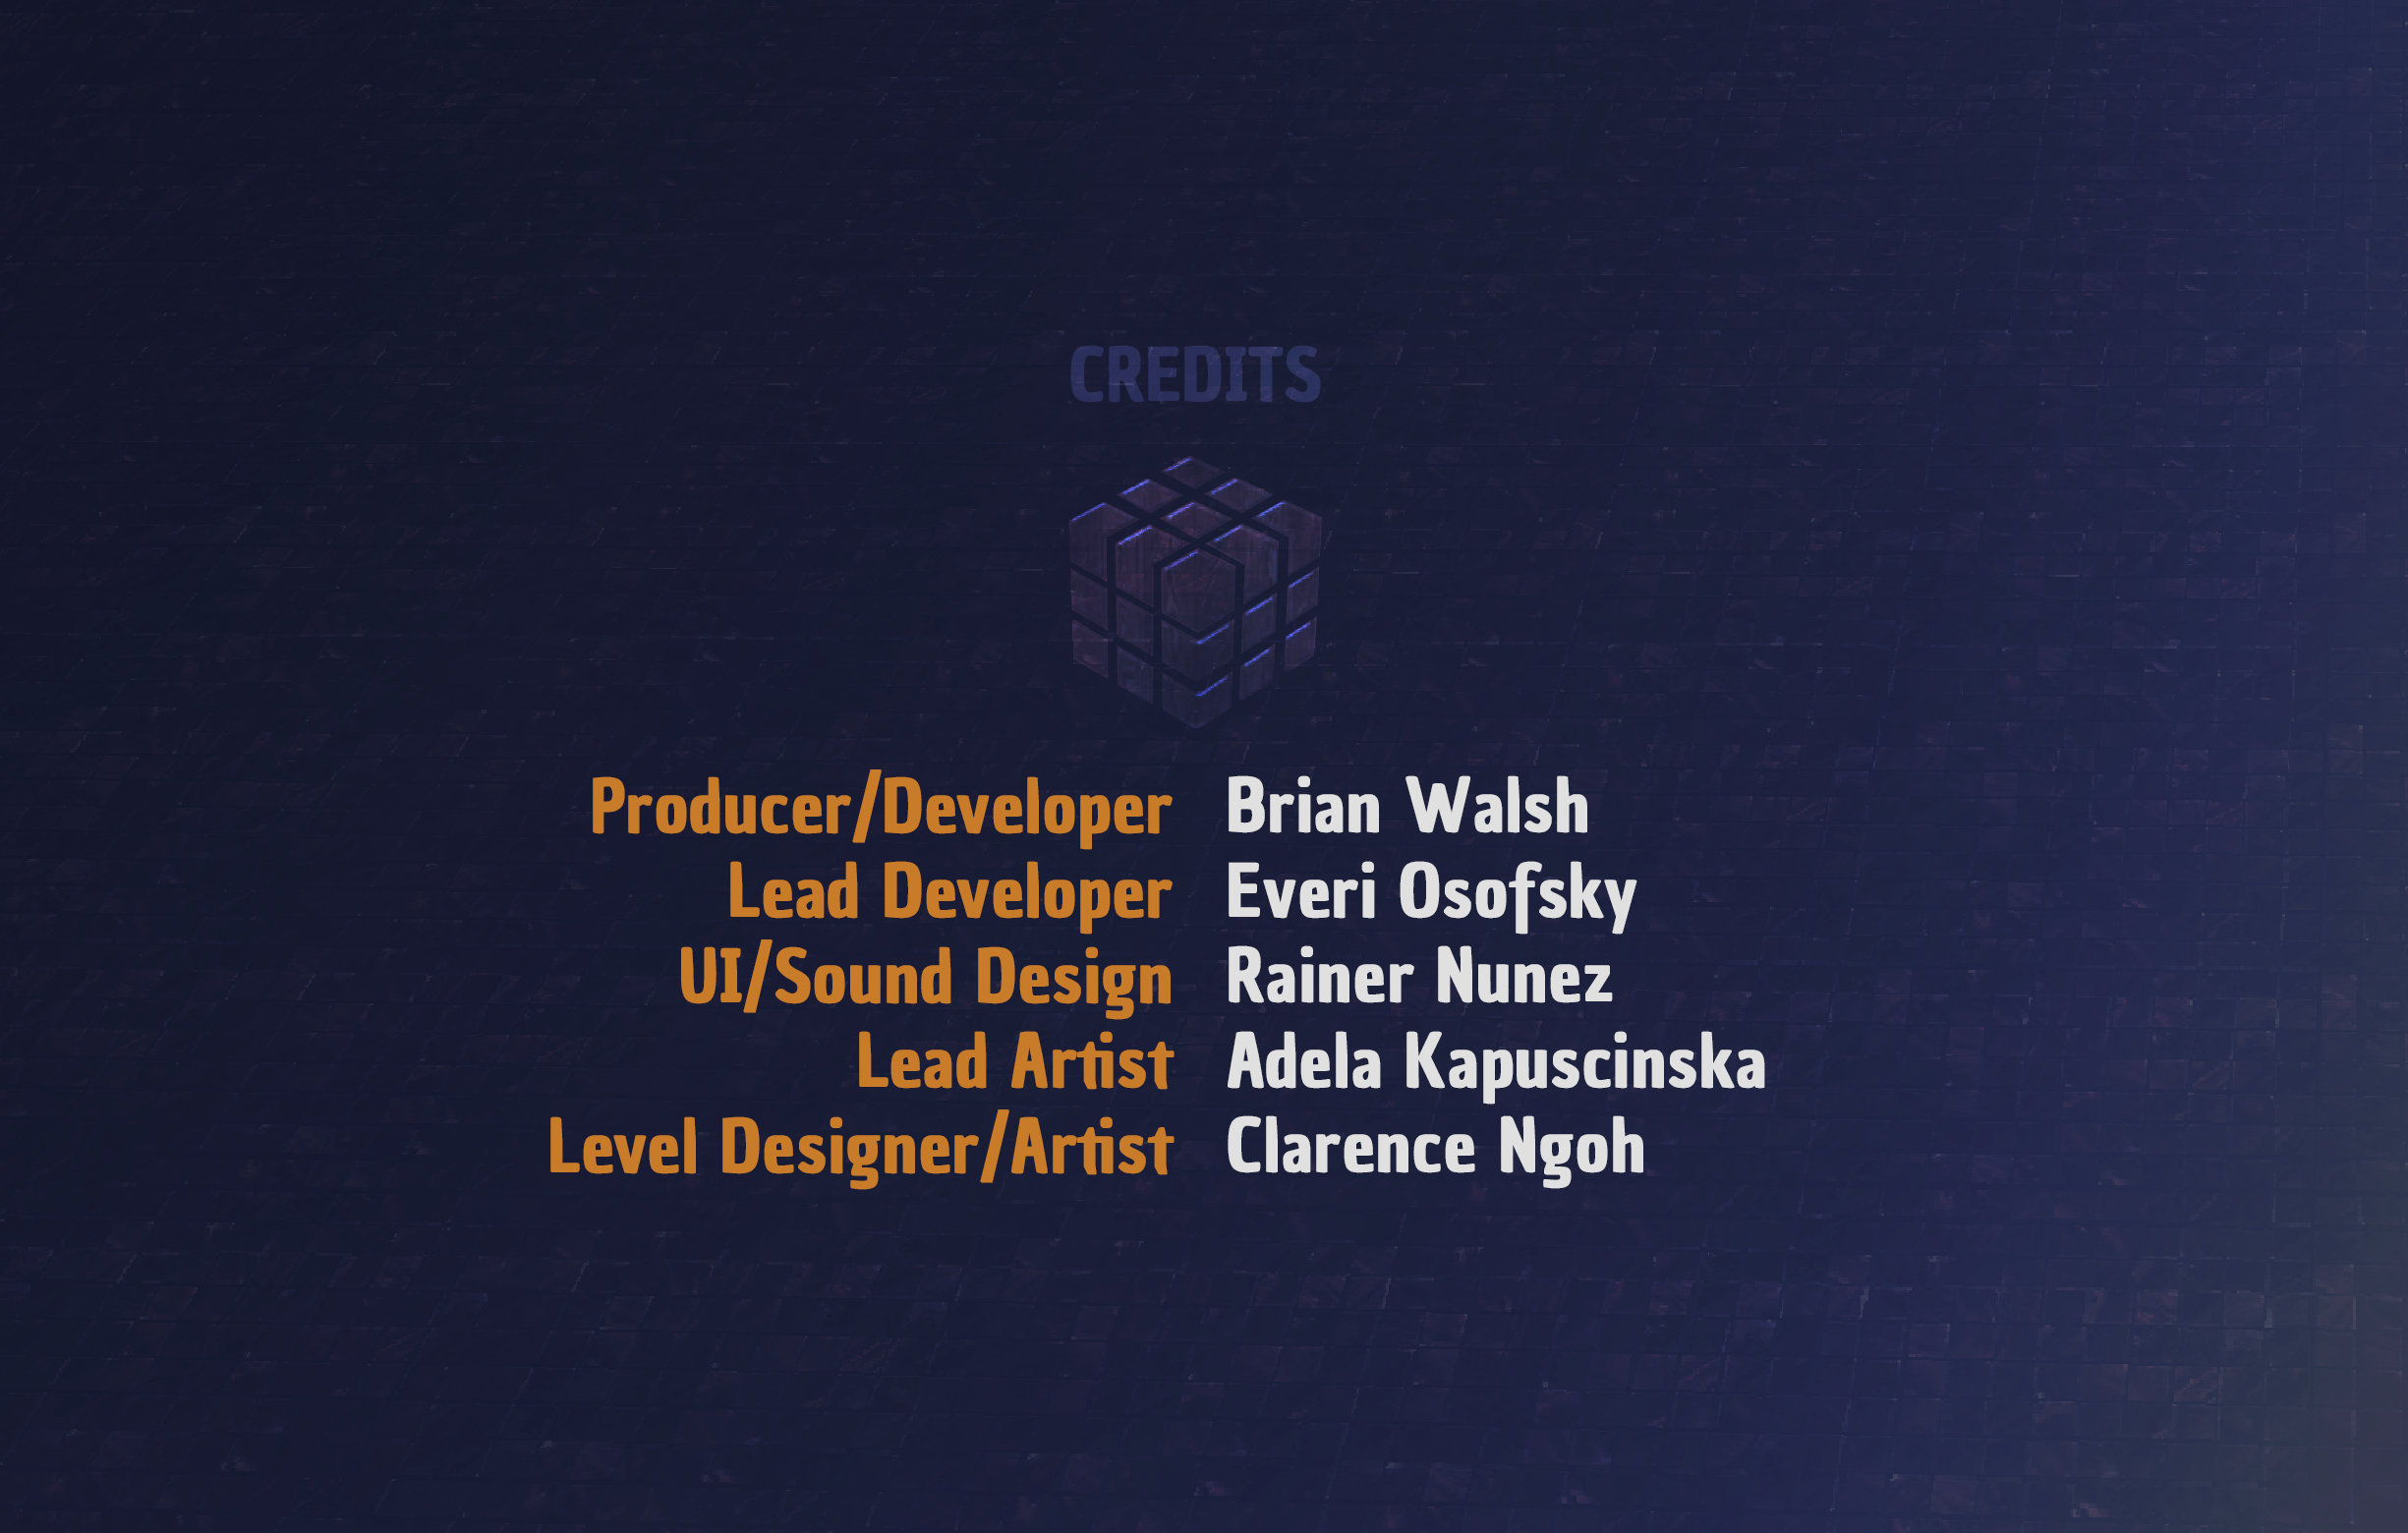 CREDITS
Producer/Developer Brian Walsh
Lead Developer Everi Osofsky
UI/Sound Design Rainer Nunez
Lead Artist Adela Kapuscinska
Level Designer/Artist Clarence Ngoh